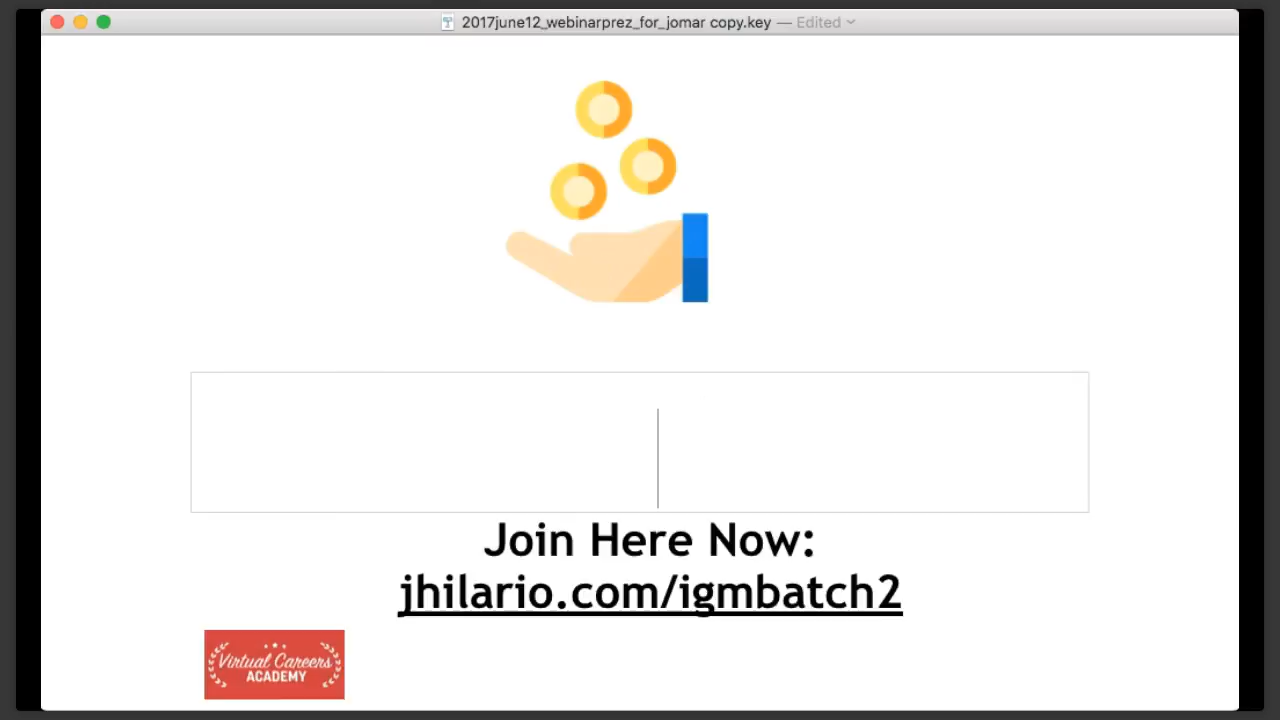 2017june12_webinarprez_for_jomar copy.key — Edited
Join Here Now:
jhilario.com/igmbatch2
Virtual Careers
ACADEMY